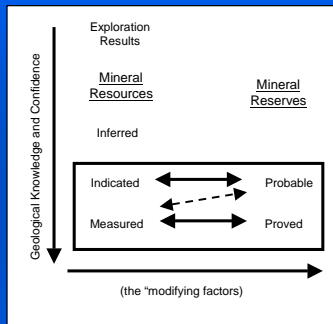 Exploration
Results
Mineral
Resources
Mineral
Reserves
Geological Knowledge and Confidence
Inferred
Indicated
Probable
Measured
Proved
(the "modifying factors)